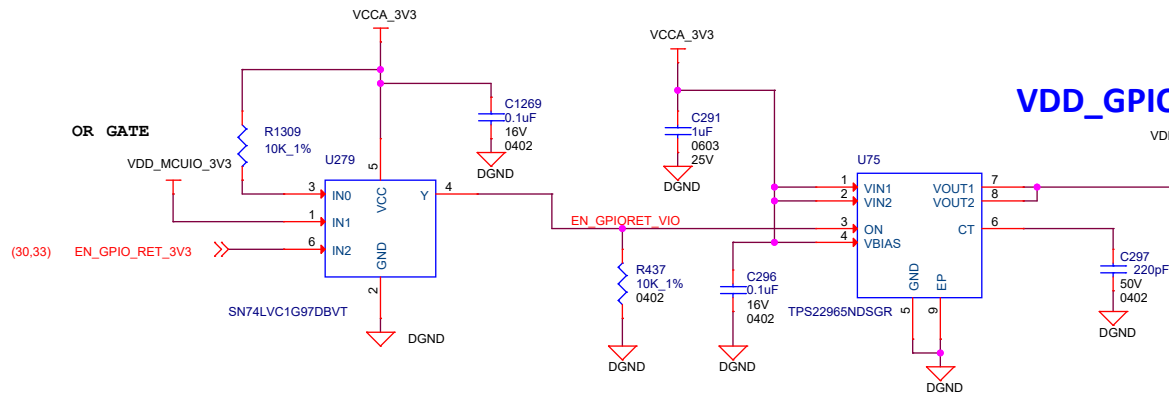 VCCA_3V3
VCCA_3V3
C1269
0.1uF
16V
0402
DGND
OR GATE
R1309
10K_1%
VDD_MCUIO_3V3
U279
5
VCC
3
IN0
Y
4
1
IN1
6
IN2
GND
2
(30,33) EN_GPIO_RET_3V3
SN74LVC1G97DBVT
DGND
EN_GPIORET_VIO
R437
10K_1%
0402
DGND
C291
1uF
0603
25V
DGND
C296
0.1uF
16V
0402
DGND
VDD_GPIO
VDD
U75
1
VIN1
VOUT1
7
2
VIN2
VOUT2
8
3
ON
CT
6
4
VBIAS
GND
EP
5
9
TPS22965NDSGR
DGND
C297
220pF
50V
0402
DGND